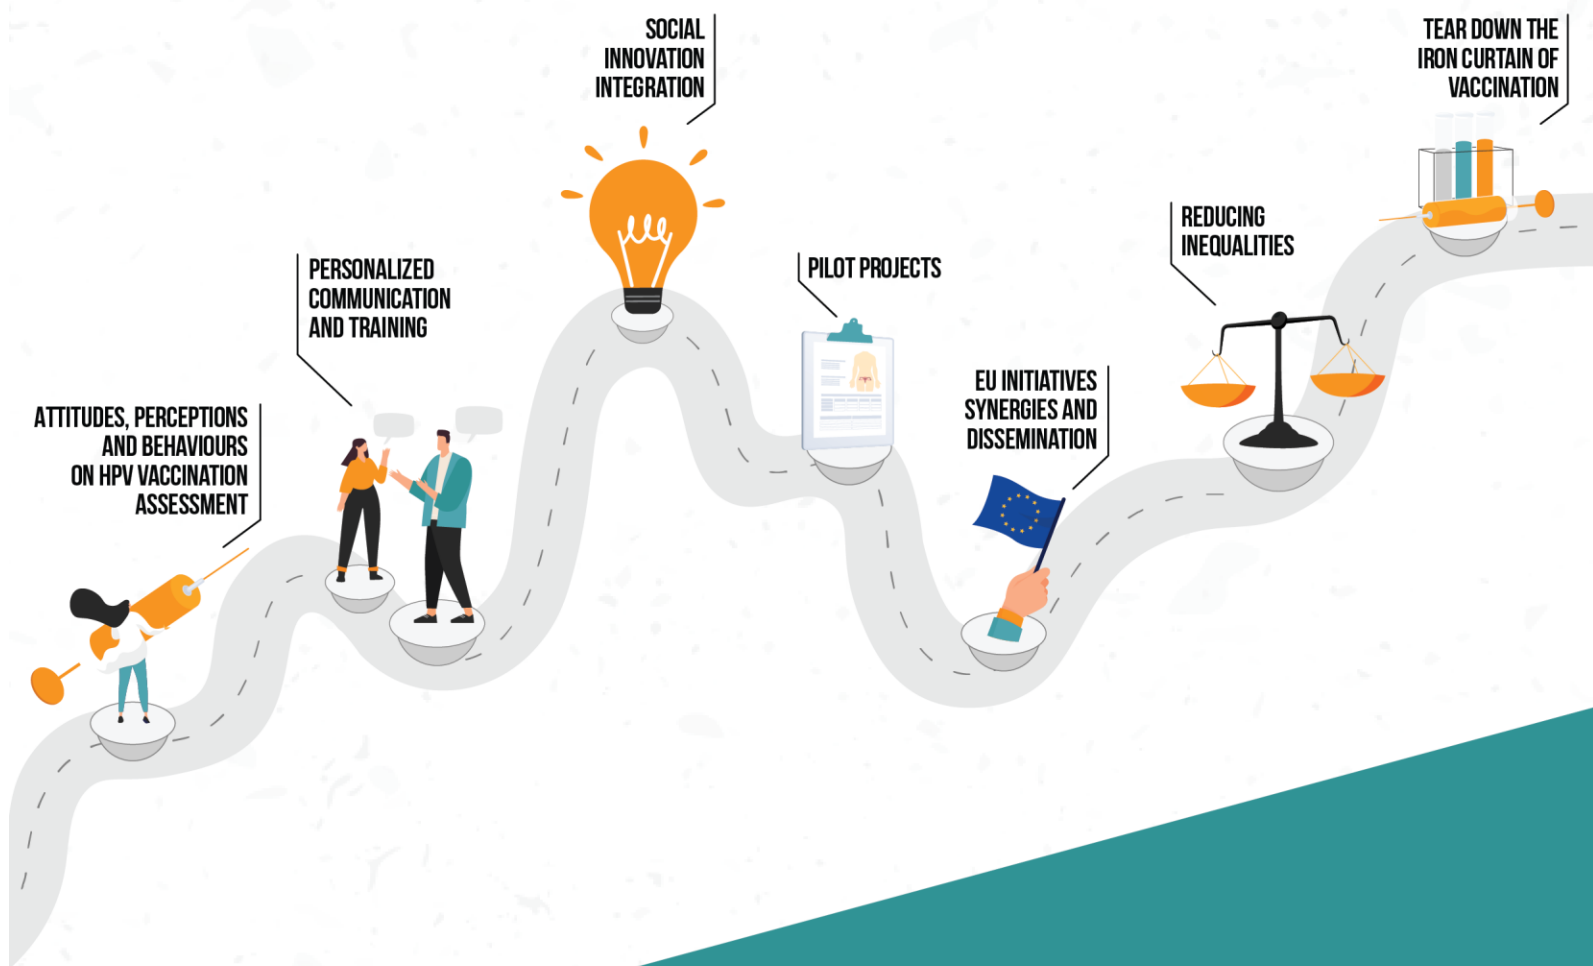 ATTITUDES, PERCEPTIONS
AND BEHAVIOURS
ON HPV VACCINATION
ASSESSMENT
PERSONALIZED
COMMUNICATION
AND TRAINING
SOCIAL
INNOVATION
INTEGRATION
PILOT PROJECTS
EU INITIATIVES
SYNERGIES AND
DISSEMINATION
REDUCING
INEQUALITIES
TEAR DOWN THE
IRON CURTAIN OF
VACCINATION